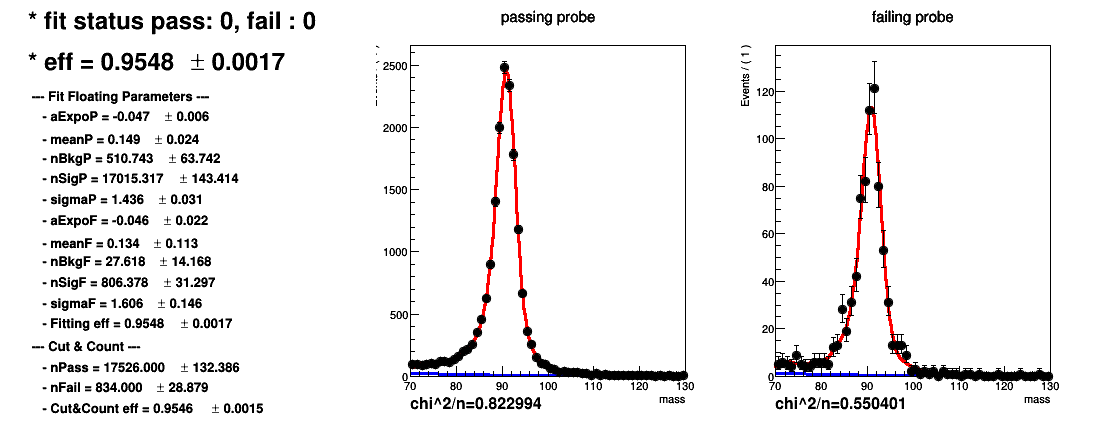 * fit status pass: 0, fail : 0
* eff = 0.9548 ± 0.0017
--- Fit Floating Parameters ---
- aExpoP = -0.047 ± 0.006
- meanP = 0.149 ± 0.024
- nBkgP = 510.743 ± 63.742
- nSigP = 17015.317 ± 143.414
- sigmaP = 1.436 ± 0.031
- aExpoF = -0.046 ± 0.022
- meanF = 0.134 ± 0.113
- nBkgF = 27.618 ± 14.168
- nSigF = 806.378 ± 31.297
- sigmaF = 1.606 ± 0.146
- Fitting eff = 0.9548 ± 0.0017
--- Cut & Count ---
- nPass = 17526.000 ± 132.386
- nFail = 834.000 ± 28.879
- Cut&Count eff = 0.9546 ± 0.0015
passing probe
2500
2000
1500
1000
500
0
70 80 90 100 110 120 130
mass
chi^2/n=0.822994
failing probe
Events / ( 1 )
120
100
80
60
40
20
0
70 80 90 100 110 120 130
mass
chi^2/n=0.550401